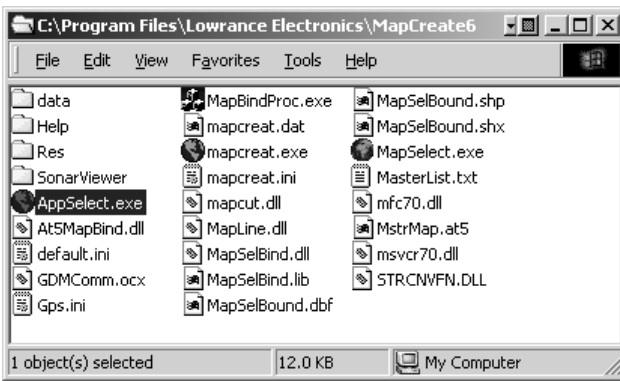 C:\Program Files\Lowrance Electronics\MapCreate6
File Edit View Favorites Tools Help
data
Help
Res
SonarViewer
AppSelect.exe
At5MapBind.dll
default.ini
GDMComm.ocx
Gps.ini
MapBindProc.exe
mapcreat.dat
mapcreat.exe
mapcreat.ini
mapcut.dll
MapLine.dll
MapSelBind.dll
MapSelBind.lib
MapSelBound.dbf
MapSelBound.shp
MapSelBound.shx
MapSelect.exe
MasterList.txt
mfc70.dll
MstrMap.at5
msvcr70.dll
STRCNVFN.DLL
1 object(s) selected 12.0 KB My Computer